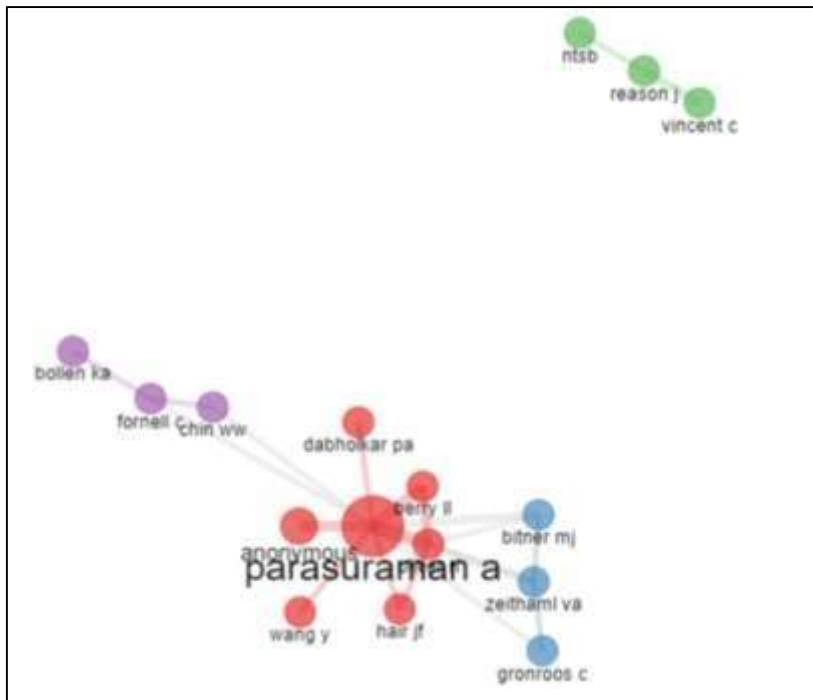 ntsb
reason j
vincent c
bollen ka
fornell c
chin ww
dabholkar pa
berry ll
bitner mj
anonymous
parasuraman a
zeithaml va
wang y
hair jf
gronroos c